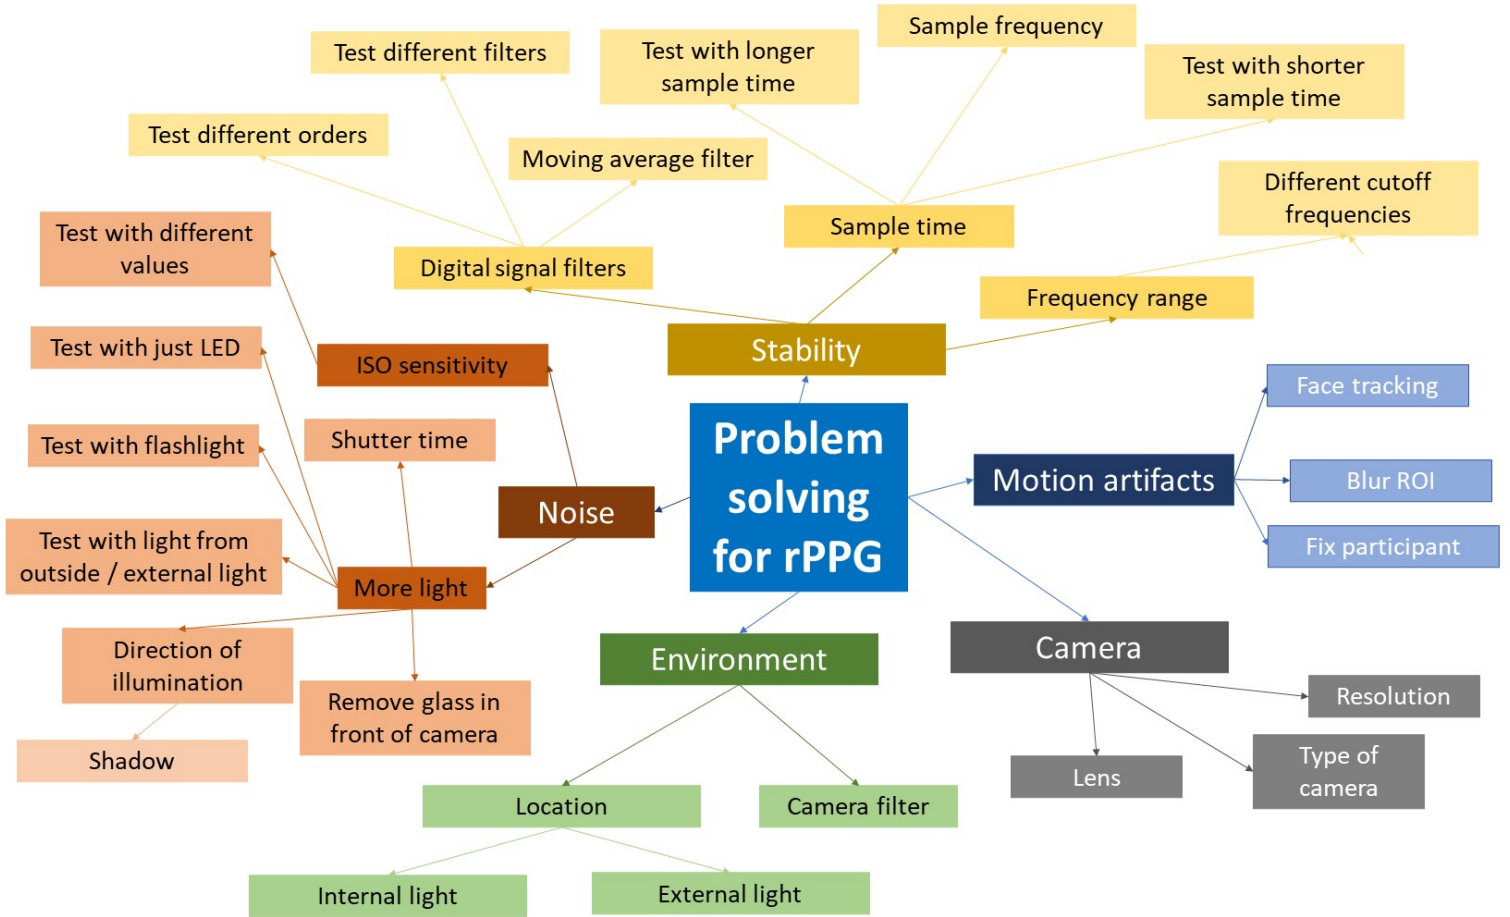 Sample frequency
Test different filters
Test with longer
sample time
Test with shorter
sample time
Test different orders
Moving average filter
Different cutoff
frequencies
Sample time
Test with different
values
Digital signal filters
Frequency range
Test with just LED
ISO sensitivity
Stability
Face tracking
Test with flashlight
Shutter time
Problem
solving
for rPPG
Motion artifacts
Blur ROI
Noise
Fix participant
Test with light from
outside / external light
More light
Direction of
illumination
Environment
Camera
Remove glass in
front of camera
Resolution
Shadow
Lens
Type of
camera
Location
Camera filter
Internal light
External light